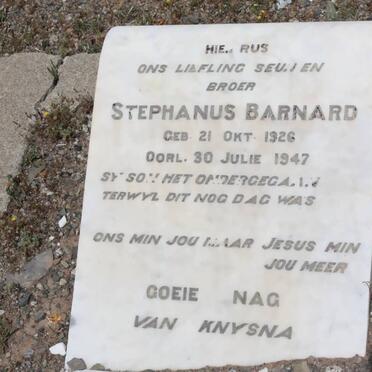 HIER RUS
ONS LIEFLING SEUN EN
BROER
STEPHANUS BARNARD
GEB. 21 OKT. 1926
OORL. 30 JULIE 1947
SY SON HET ONDERGEGAAN
TERWYL DIT NOG DAG WAS
ONS MIN JOU MAAR JESUS MIN
JOU MEER
GOEIE NAG
VAN KNYSNA